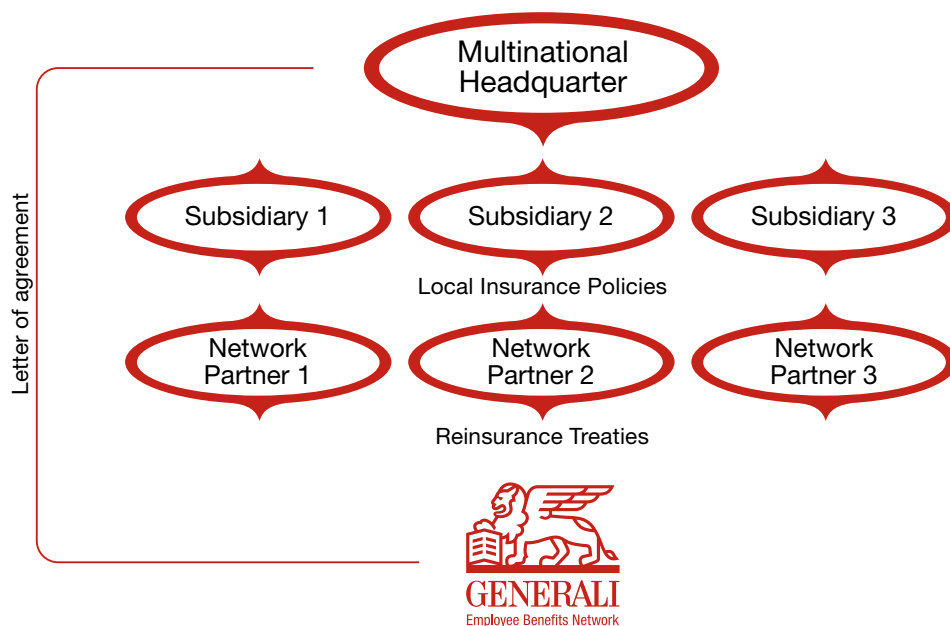 Multinational
Headquarter
Letter of agreement
Subsidiary 1
Subsidiary 2
Subsidiary 3
Local Insurance Policies
Network
Partner 1
Network
Partner 2
Network
Partner 3
Reinsurance Treaties
GENERALI
Employee Benefits Network